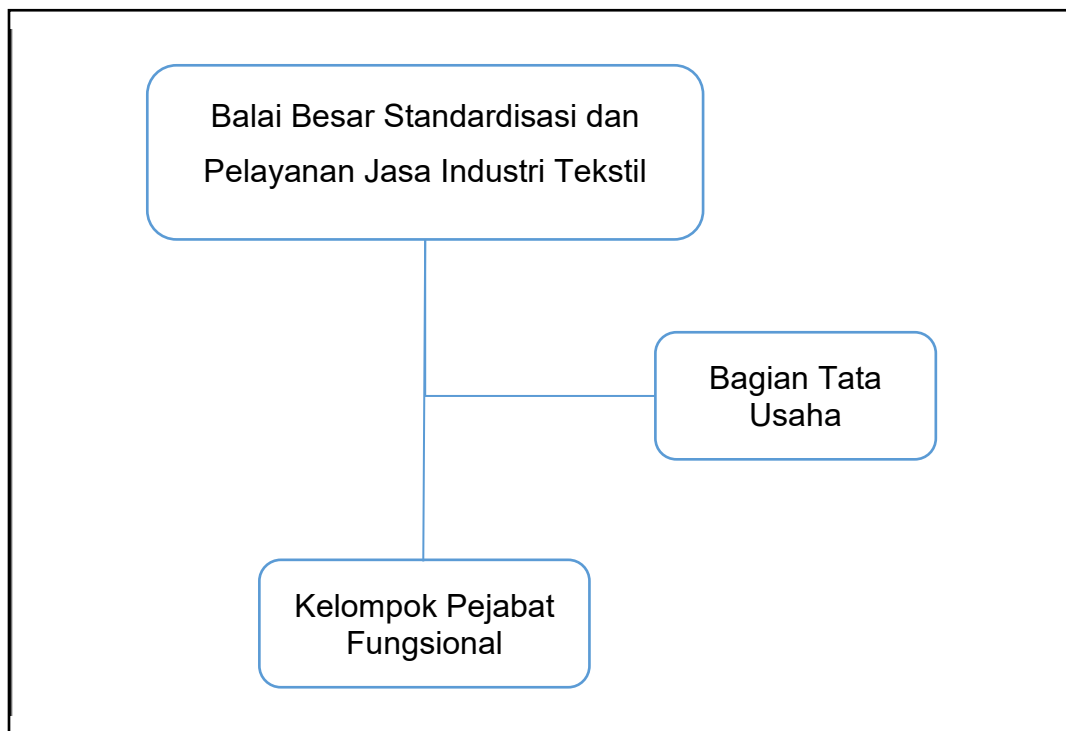 Balai Besar Standardisasi dan
Pelayanan Jasa Industri Tekstil
Bagian Tata
Usaha
Kelompok Pejabat
Fungsional